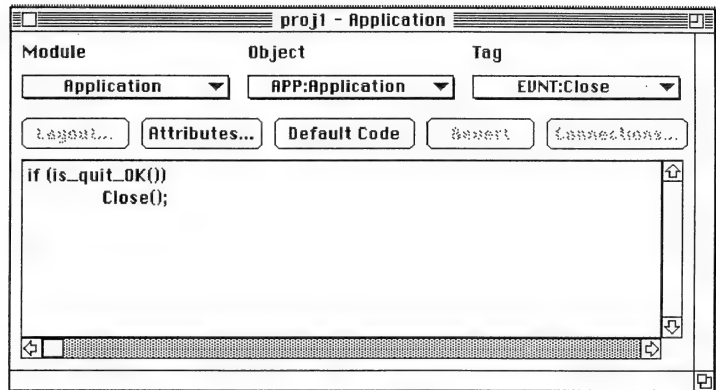 proj1 - Application
Module Object Tag
Application APP:Application EVNT:Close
Layout... Attributes... Default Code Revert Connections...
if (is_quit_OK())
Close();